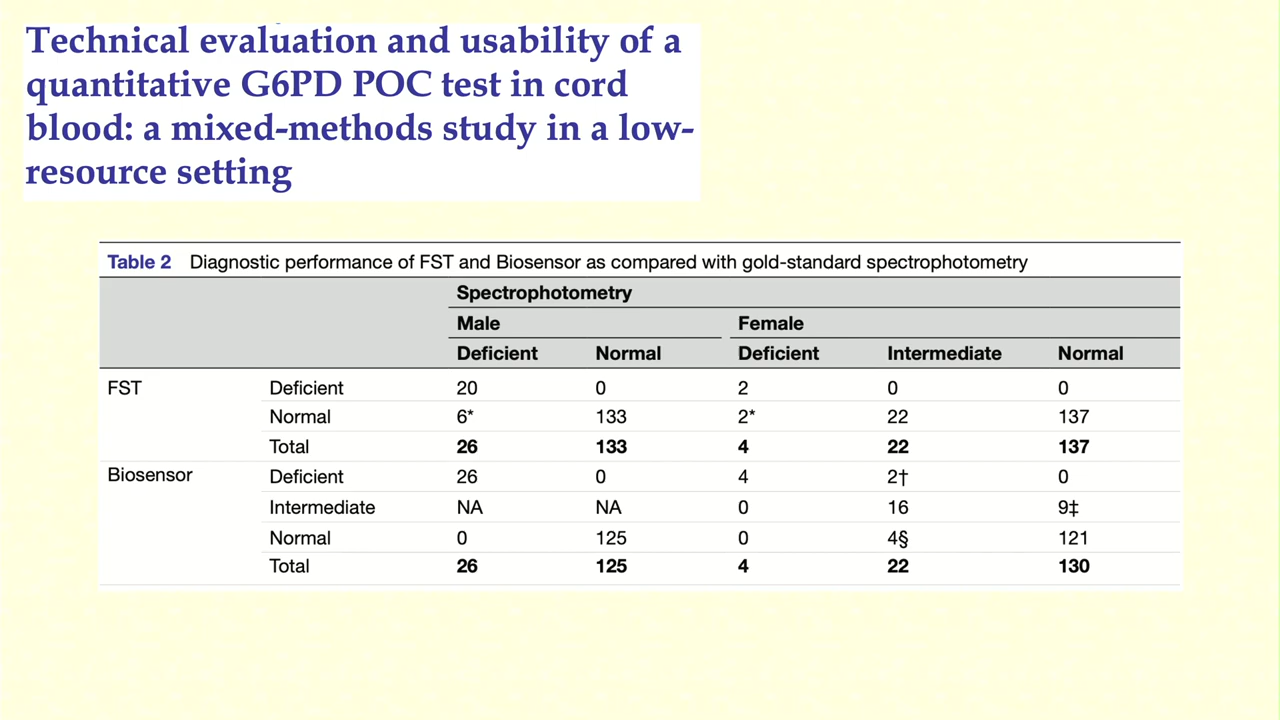 Technical evaluation and usability of a
quantitative G6PD POC test in cord
blood: a mixed-methods study in a low-
resource setting
Table 2 Diagnostic performance of FST and Biosensor as compared with gold-standard spectrophotometry
Spectrophotometry
Male Female
Deficient Normal Deficient Intermediate Normal
FST Deficient 20 0 2 0 0
Normal 6* 133 2* 22 137
Total 26 133 4 22 137
Biosensor Deficient 26 0 4 2† 0
Intermediate NA NA 0 16 9‡
Normal 0 125 0 4§ 121
Total 26 125 4 22 130